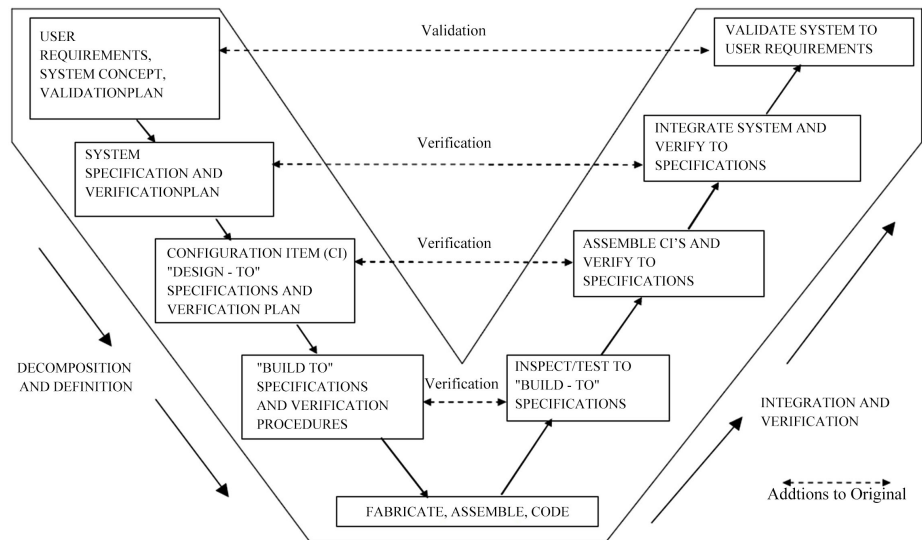 USER
REQUIREMENTS,
SYSTEM CONCEPT,
VALIDATIONPLAN
Validation
VALIDATE SYSTEM TO
USER REQUIREMENTS
SYSTEM
SPECIFICATION AND
VERIFICATIONPLAN
Verification
INTEGRATE SYSTEM AND
VERIFY TO
SPECIFICATIONS
CONFIGURATION ITEM (CI)
"DESIGN - TO"
SPECIFICATIONS AND
VERFICATION PLAN
Verification
ASSEMBLE CI'S AND
VERIFY TO
SPECIFICATIONS
DECOMPOSITION
AND DEFINITION
"BUILD TO"
SPECIFICATIONS
AND VERIFICATION
PROCEDURES
Verification
INSPECT/TEST TO
"BUILD - TO"
SPECIFICATIONS
INTEGRATION AND
VERIFICATION
FABRICATE, ASSEMBLE, CODE
Addtions to Original